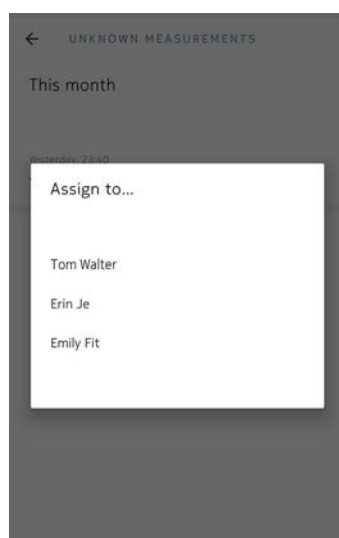 UNKNOWN MEASUREMENTS
This month
Yesterday, 23:40
Assign to...
Tom Walter
Erin Je
Emily Fit